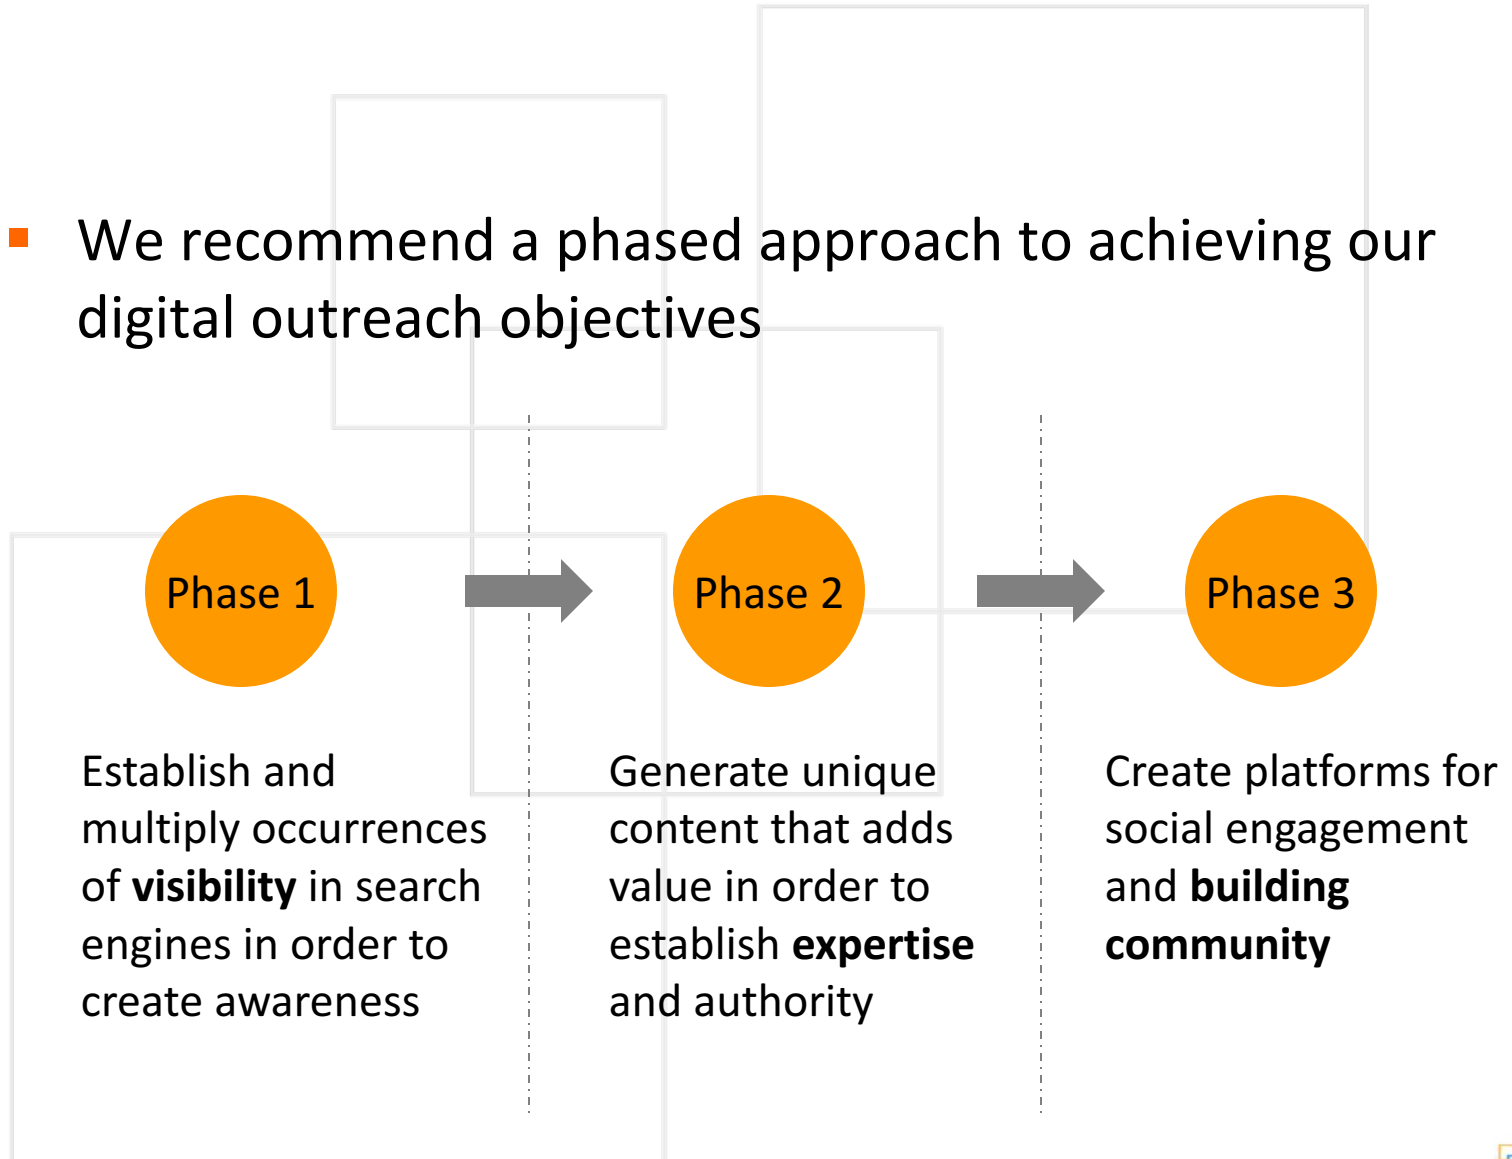 We recommend a phased approach to achieving our
digital outreach objectives
Phase 1
Phase 2
Phase 3
Establish and
multiply occurrences
of visibility in search
engines in order to
create awareness
Generate unique
content that adds
value in order to
establish expertise
and authority
Create platforms for
social engagement
and building
community